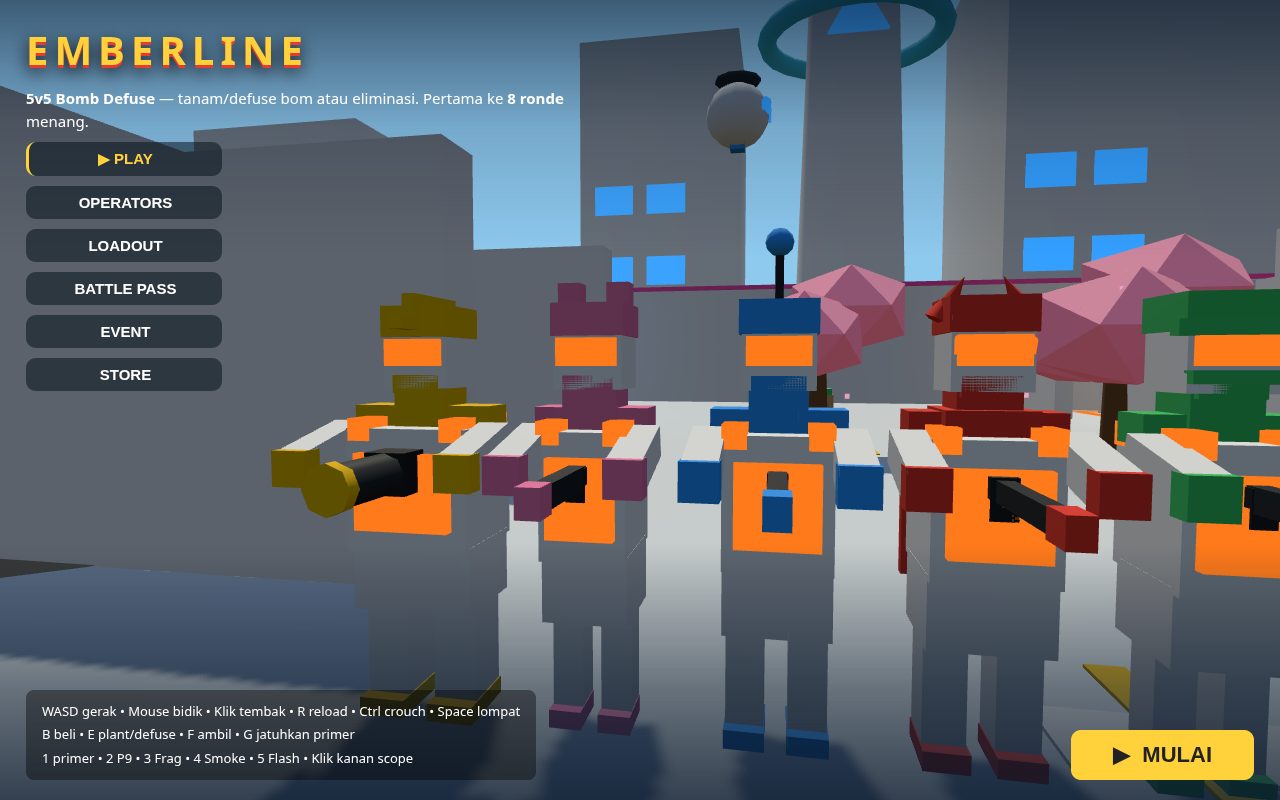 EMBERLINE
5v5 Bomb Defuse — tanam/defuse bom atau eliminasi. Pertama ke 8 ronde
menang.
▶ PLAY
OPERATORS
LOADOUT
BATTLE PASS
EVENT
STORE
WASD gerak • Mouse bidik • Klik tembak • R reload • Ctrl crouch • Space lompat
B beli • E plant/defuse • F ambil • G jatuhkan primer
1 primer • 2 P9 • 3 Frag • 4 Smoke • 5 Flash • Klik kanan scope
▶ MULAI